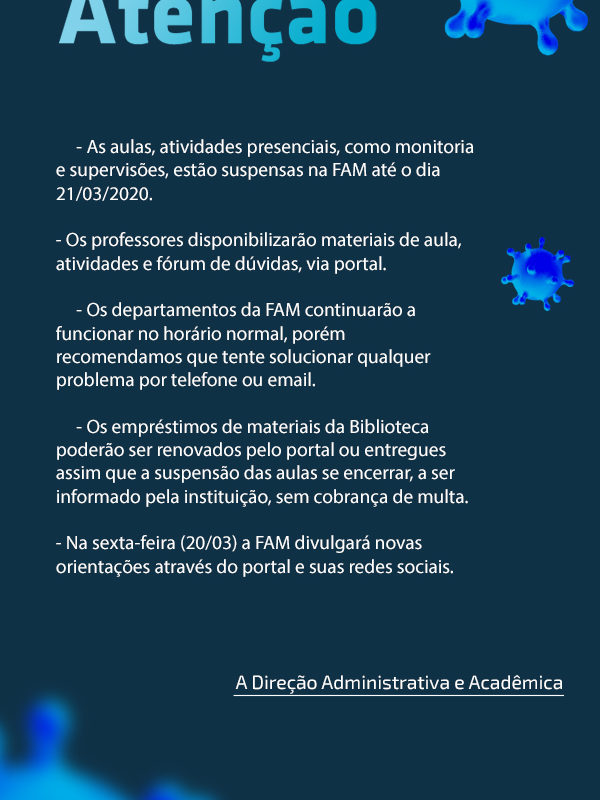 Atenção
- As aulas, atividades presenciais, como monitoria
e supervisões, estão suspensas na FAM até o dia
21/03/2020.
- Os professores disponibilizarão materiais de aula,
atividades e fórum de dúvidas, via portal.
- Os departamentos da FAM continuarão a
funcionar no horário normal, porém
recomendamos que tente solucionar qualquer
problema por telefone ou email.
- Os empréstimos de materiais da Biblioteca
poderão ser renovados pelo portal ou entregues
assim que a suspensão das aulas se encerrar, a ser
informado pela instituição, sem cobrança de multa.
- Na sexta-feira (20/03) a FAM divulgará novas
orientações através do portal e suas redes sociais.
A Direção Administrativa e Acadêmica